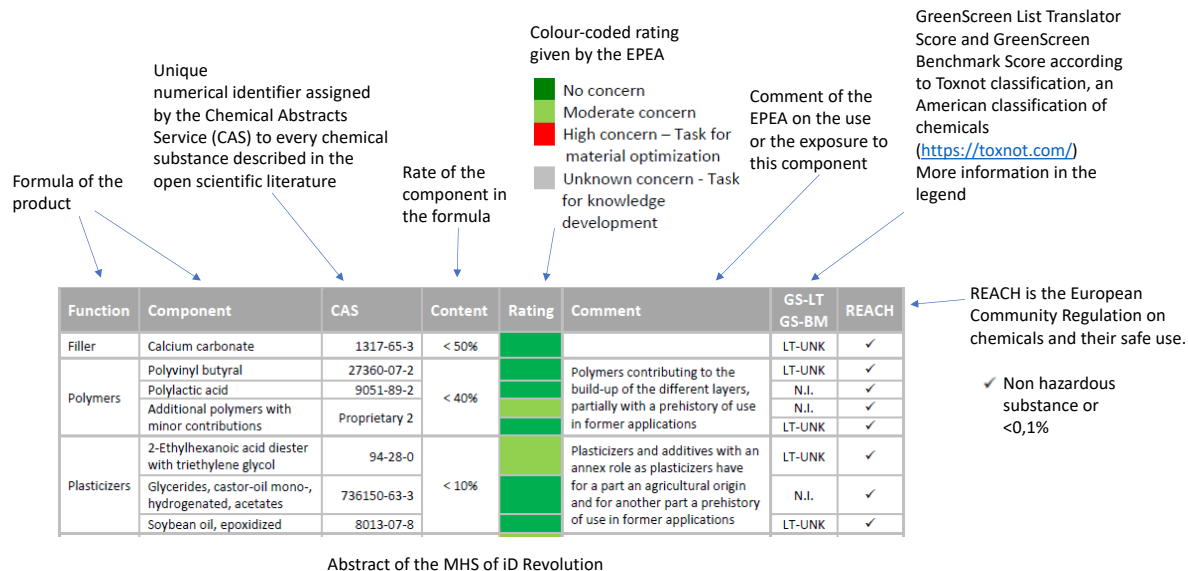 Formula of the
product
Unique
numerical identifier assigned
by the Chemical Abstracts
Service (CAS) to every chemical
substance described in the
open scientific literature
Rate of the
component in
the formula
Colour-coded rating
given by the EPEA
No concern
Moderate concern
High concern – Task for
material optimization
Unknown concern - Task
for knowledge
development
Comment of the
EPEA on the use
or the exposure to
this component
GreenScreen List Translator
Score and GreenScreen
Benchmark Score according
to Toxnot classification, an
American classification of
chemicals
(https://toxnot.com/)
More information in the
legend
REACH is the European
Community Regulation on
chemicals and their safe use.
✓ Non hazardous
substance or
<0,1%
Function Component CAS Content Rating Comment GS-LT GS-BM REACH
Filler Calcium carbonate 1317-65-3 < 50% LT-UNK ✓
Polymers
Polyvinyl butyral 27360-07-2 LT-UNK ✓
Polylactic acid 9051-89-2 N.I. ✓
Additional polymers with
minor contributions
Proprietary 2
N.I. ✓
LT-UNK ✓
< 40%
Polymers contributing to the
build-up of the different layers,
partially with a prehistory of use
in former applications
Plasticizers
2-Ethylhexanoic acid diester
with triethylene glycol
94-28-0
LT-UNK ✓
Glycerides, castor-oil mono-,
hydrogenated, acetates
736150-63-3
N.I. ✓
Soybean oil, epoxidized 8013-07-8 LT-UNK ✓
< 10%
Plasticizers and additives with an
annex role as plasticizers have
for a part an agricultural origin
and for another part a prehistory
of use in former applications
Abstract of the MHS of iD Revolution